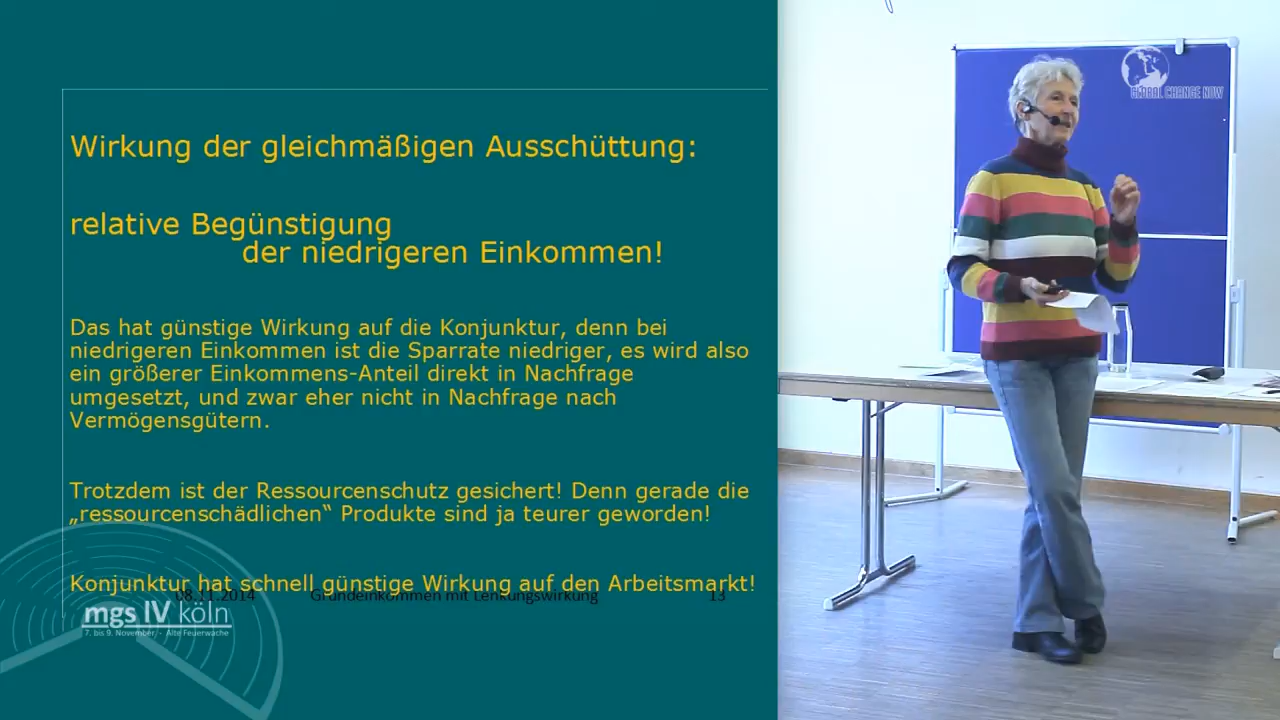 Wirkung der gleichmäßigen Ausschüttung:
relative Begünstigung
der niedrigeren Einkommen!
Das hat günstige Wirkung auf die Konjunktur, denn bei
niedrigeren Einkommen ist die Sparrate niedriger, es wird also
ein größerer Einkommens-Anteil direkt in Nachfrage
umgesetzt, und zwar eher nicht in Nachfrage nach
Vermögensgütern.
Trotzdem ist der Ressourcenschutz gesichert! Denn gerade die
„ressourcenschädlichen“ Produkte sind ja teurer geworden!
Konjunktur hat schnell günstige Wirkung auf den Arbeitsmarkt!
08.11.2014 Grundeinkommen mit Lenkungswirkung 13
mgs IV köln
7. bis 9. November - Alte Feuerwache
GLOBAL CHANGE NOW